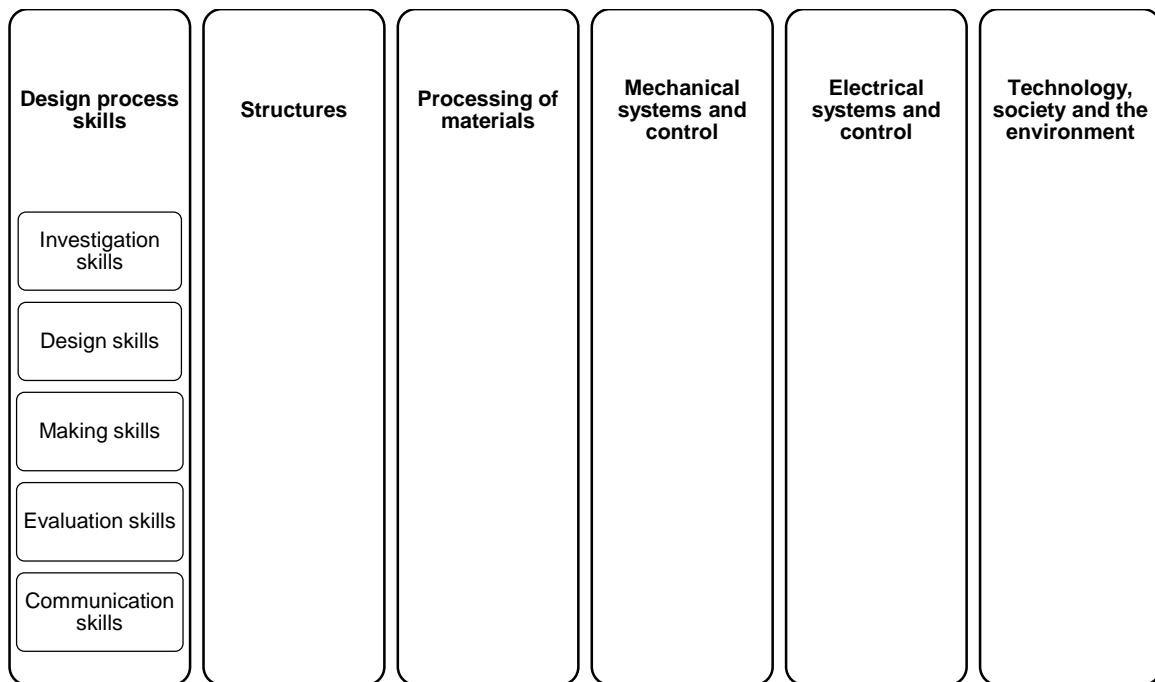 Design process
skills
Structures
Processing of
materials
Mechanical
systems and
control
Electrical
systems and
control
Technology,
society and the
environment
Investigation
skills
Design skills
Making skills
Evaluation skills
Communication
skills